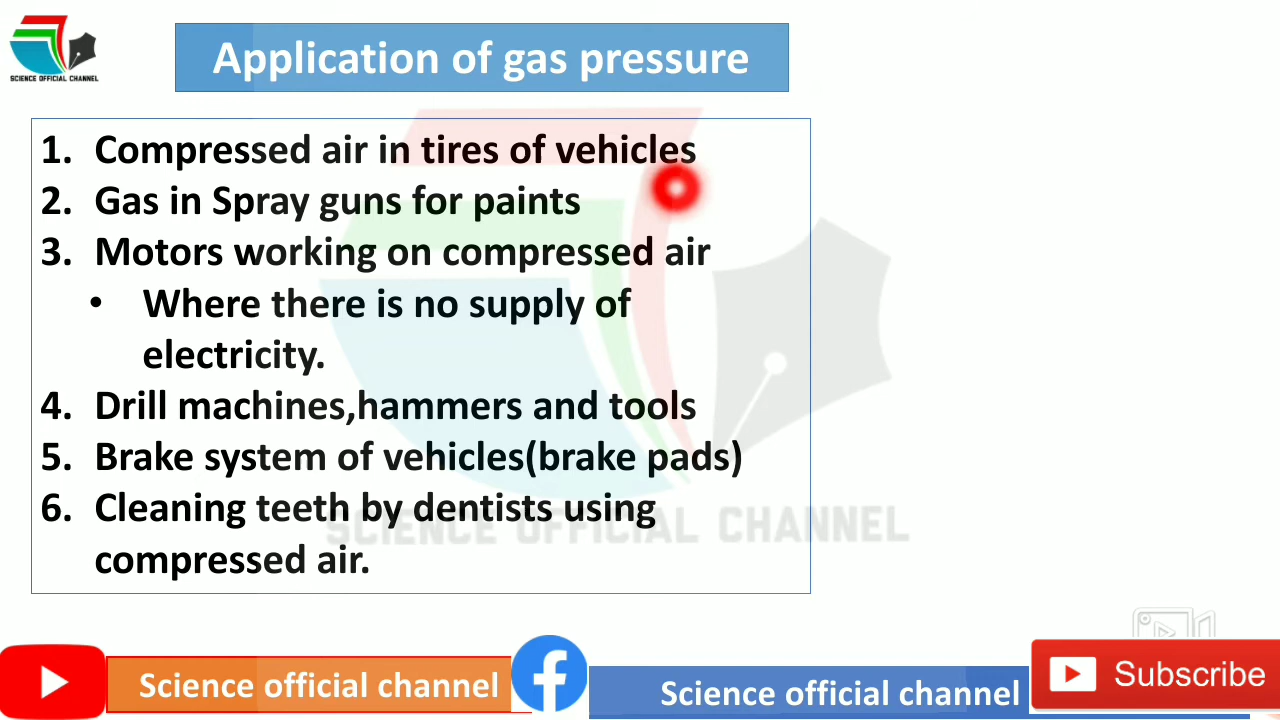 SCIENCE OFFICIAL CHANNEL
Application of gas pressure
1. Compressed air in tires of vehicles
2. Gas in Spray guns for paints
3. Motors working on compressed air
• Where there is no supply of
electricity.
4. Drill machines,hammers and tools
5. Brake system of vehicles(brake pads)
6. Cleaning teeth by dentists using
compressed air.
SCIENCE OFFICIAL CHANNEL
Science official channel
Science official channel
Subscribe